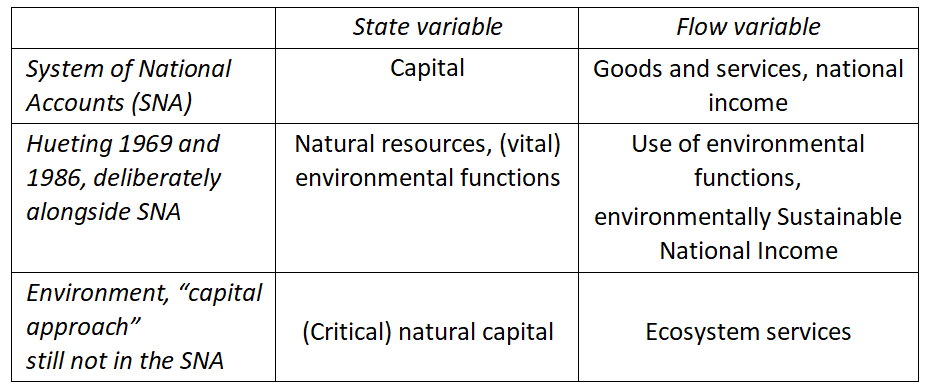 State variable
Flow variable
System of National
Accounts (SNA)
Capital
Goods and services, national
income
Hueting 1969 and
1986, deliberately
alongside SNA
Natural resources, (vital)
environmental functions
Use of environmental
functions,
environmentally Sustainable
National Income
Environment, “capital
approach”
still not in the SNA
(Critical) natural capital
Ecosystem services